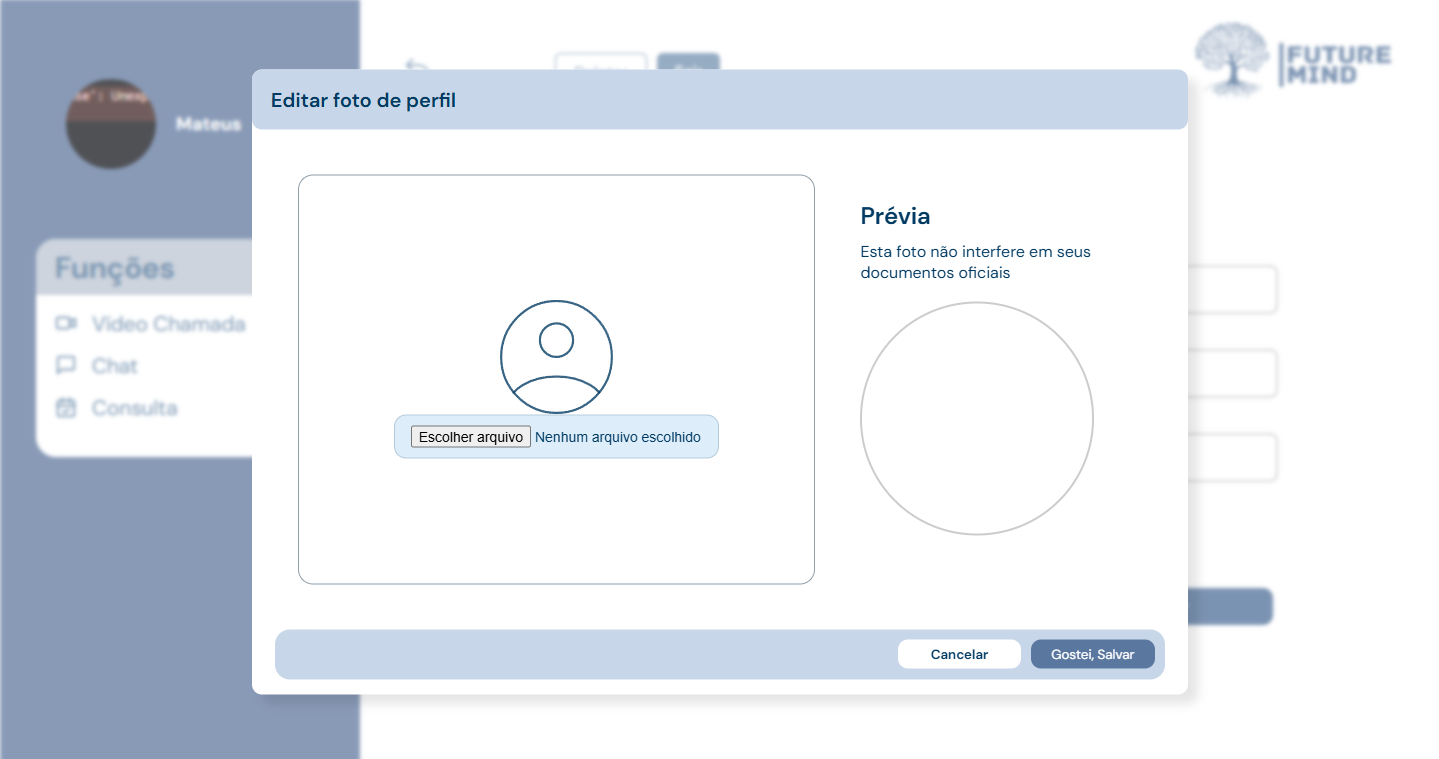 FUTURE
MIND
Editar foto de perfil
Mateus
Prévia
Esta foto não interfere em seus
documentos oficiais
Funções
Vídeo Chamada
Chat
Consulta
Escolher arquivo Nenhum arquivo escolhido
Cancelar
Gostei, Salvar